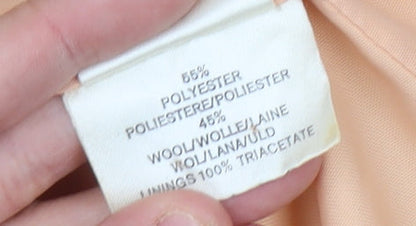 55%
POLYESTER
POLIESTERE/POLIESTER
45%
WOOL/WOLLE/LAINE
WOL/LANA/ULD
LININGS 100% TRIACETATE